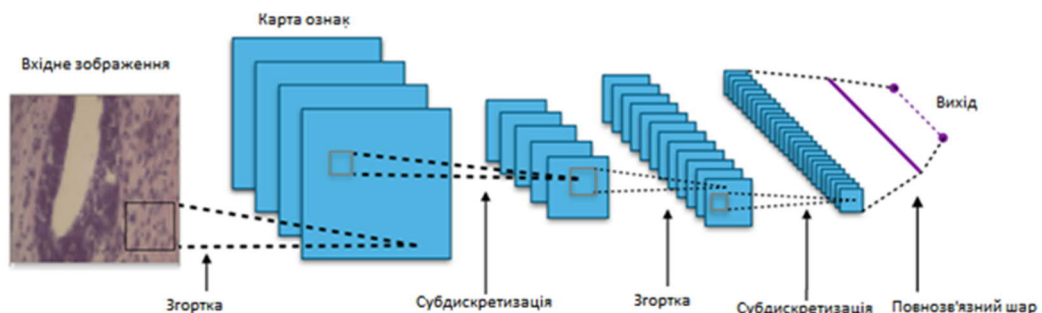 Карта ознак
Вхідне зображення
Вихід
Згортка
Субдискретизація
Згортка
Субдискретизація
Повнозв'язний шар